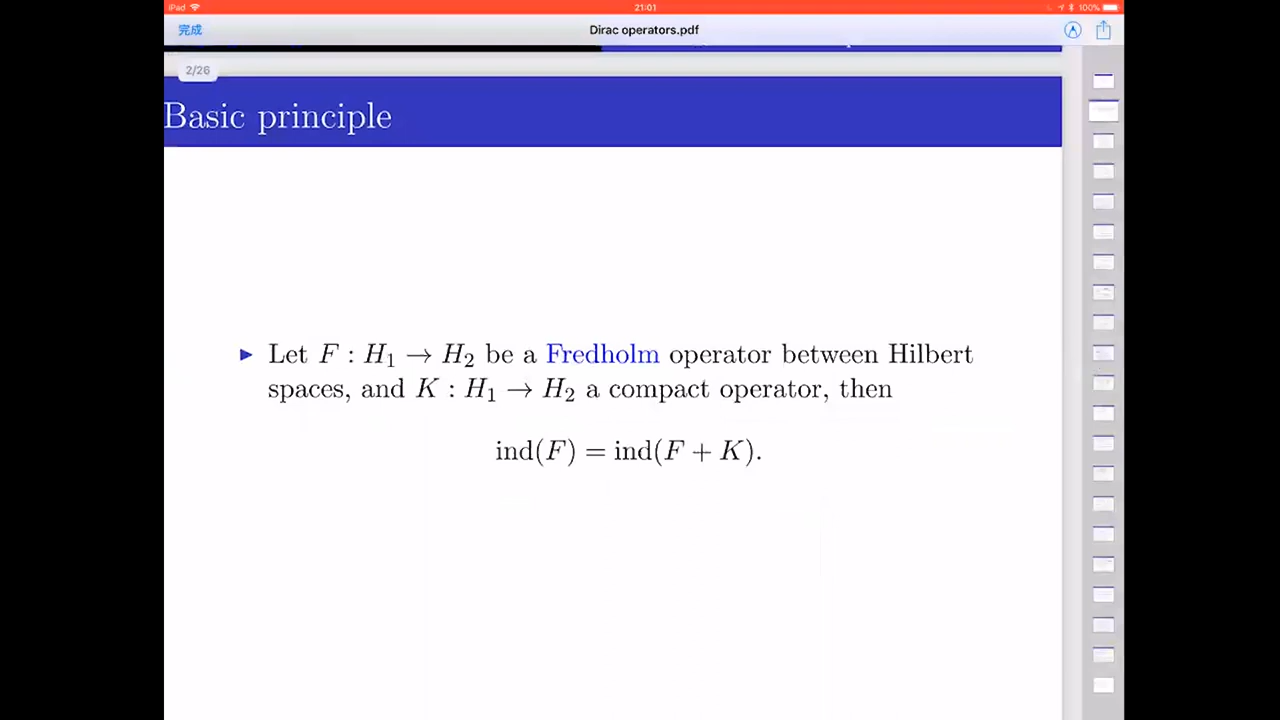 iPad 21:01 100%
完成 Dirac operators.pdf
2/26
Basic principle
▶ Let F : H₁ → H₂ be a Fredholm operator between Hilbert
spaces, and K : H₁ → H₂ a compact operator, then
ind(F) = ind(F + K).